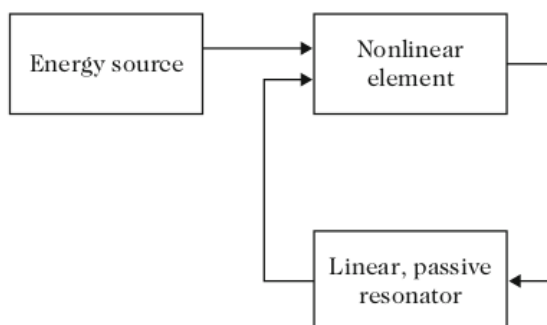 Energy source
Nonlinear
element
Linear, passive
resonator